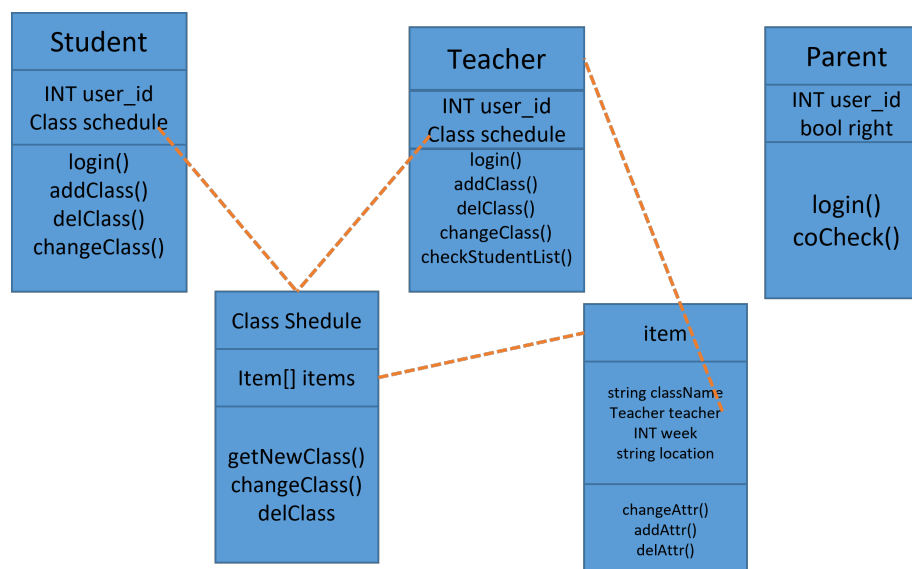 Student
INT user_id
Class schedule
login()
addClass()
delClass()
changeClass()
Teacher
INT user_id
Class schedule
login()
addClass()
delClass()
changeClass()
checkStudentList()
Parent
INT user_id
bool right
login()
coCheck()
Class Shedule
Item[] items
getNewClass()
changeClass()
delClass
item
string className
Teacher teacher
INT week
string location
changeAttr()
addAttr()
delAttr()